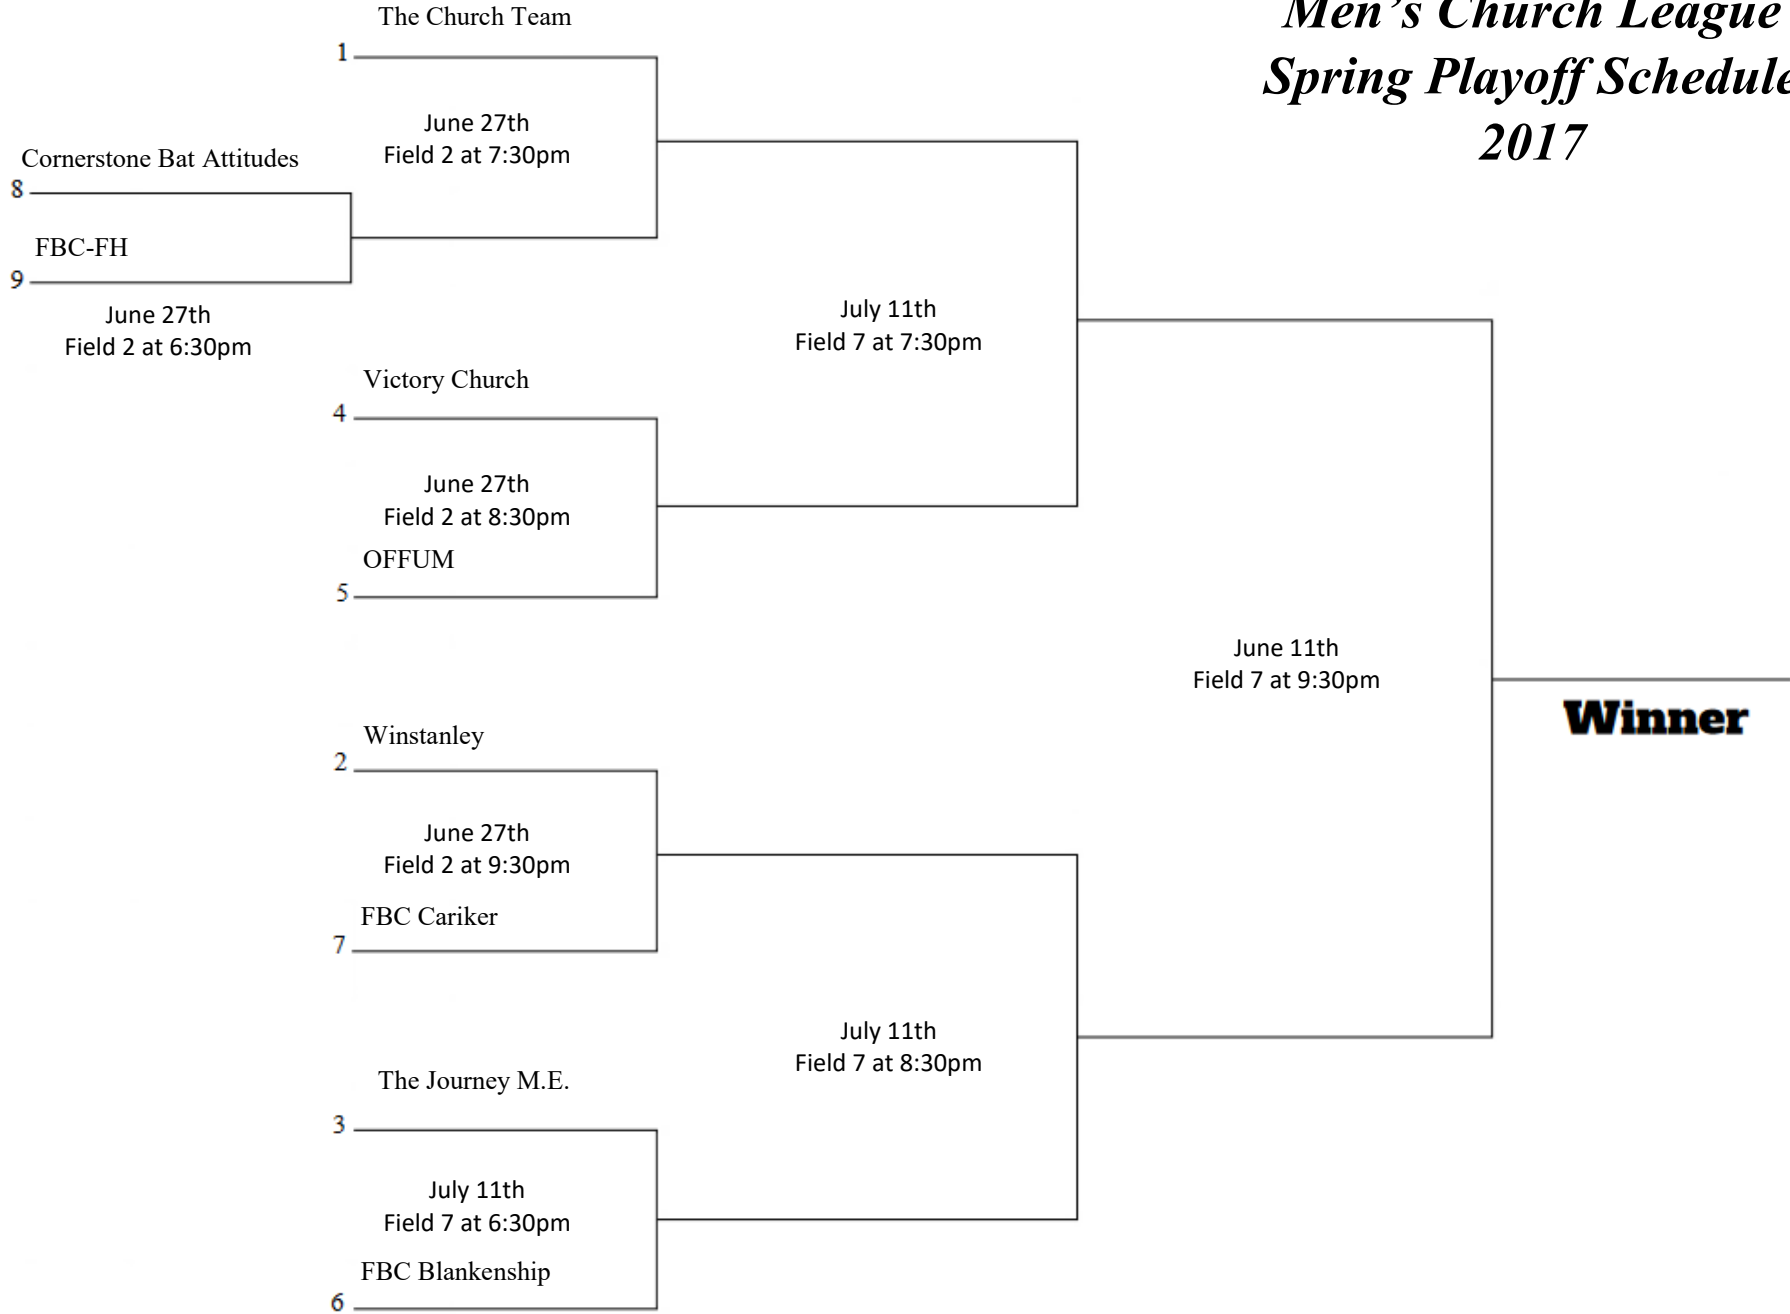 Men’s Church League
Spring Playoff Schedule
2017
The Church Team
1
June 27th
Field 2 at 7:30pm
Cornerstone Bat Attitudes
8
FBC-FH
9
June 27th
Field 2 at 6:30pm
July 11th
Field 7 at 7:30pm
Victory Church
4
June 27th
Field 2 at 8:30pm
OFFUM
5
June 11th
Field 7 at 9:30pm
Winner
Winstanley
2
June 27th
Field 2 at 9:30pm
FBC Cariker
7
July 11th
Field 7 at 8:30pm
The Journey M.E.
3
July 11th
Field 7 at 6:30pm
FBC Blankenship
6